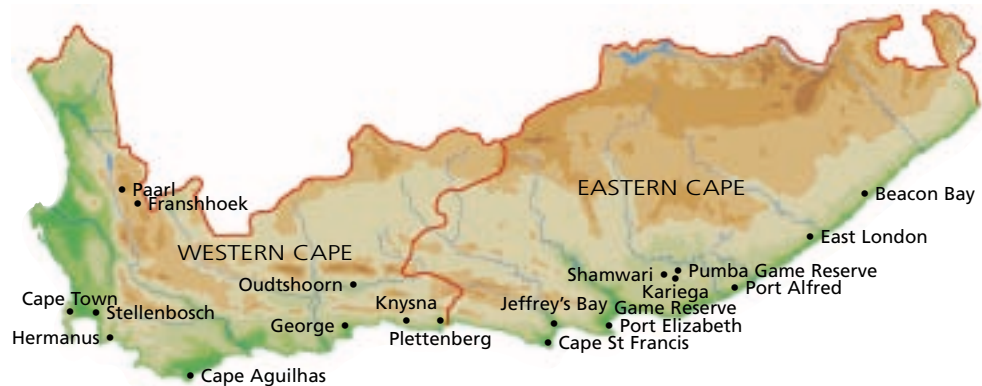 Paarl
Franshhoek
EASTERN CAPE
Beacon Bay
WESTERN CAPE
East London
Shamwari
Pumba Game Reserve
Oudtshoorn
Kariega
Game Reserve
Port Alfred
Cape Town
Stellenbosch
Knysna
Jeffrey's Bay
George
Port Elizabeth
Hermanus
Plettenberg
Cape St Francis
Cape Aguilhas